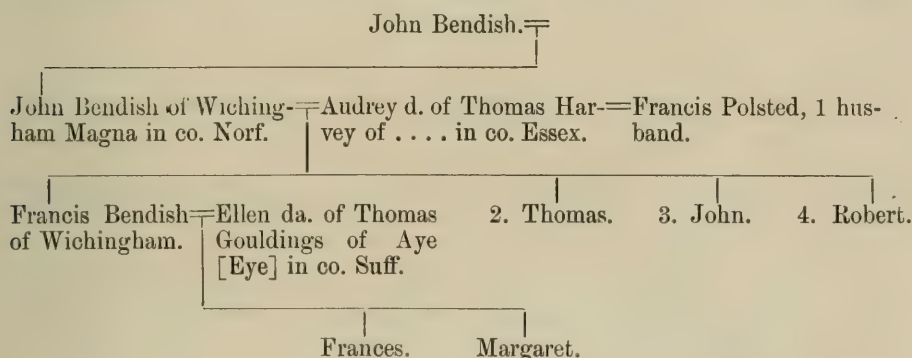 John Bendish.
John Bendish of Wiching- Audrey d. of Thomas Har- Francis Polsted, 1 hus-
ham Magna in co. Norf. vey of . . . . in co. Essex. band.
Francis Bendish Ellen da. of Thomas 2. Thomas. 3. John. 4. Robert.
of Wichingham. Gouldings of Aye
[Eye] in co. Suff.
Frances. Margaret.